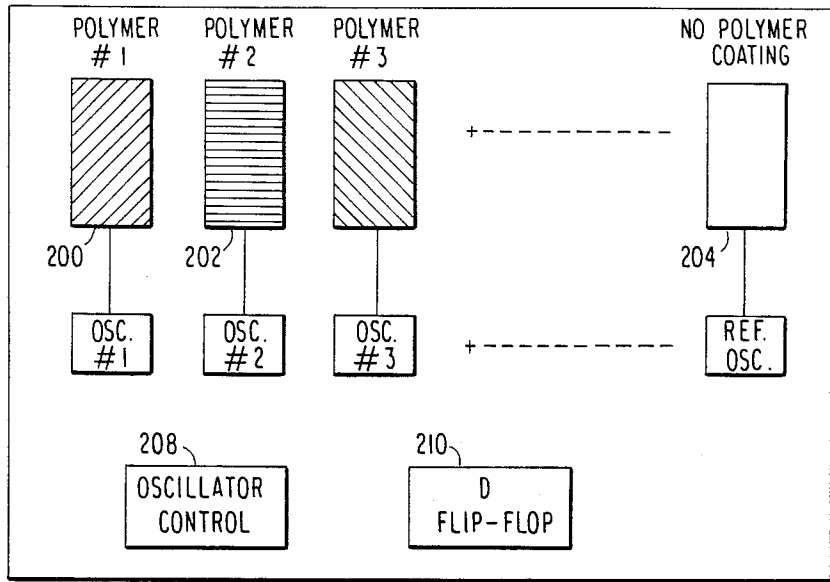 POLYMER #1
POLYMER #2
POLYMER #3
NO POLYMER COATING
200
202
204
OSC. #1
OSC. #2
OSC. #3
REF. OSC.
208
210
OSCILLATOR CONTROL
D FLIP-FLOP